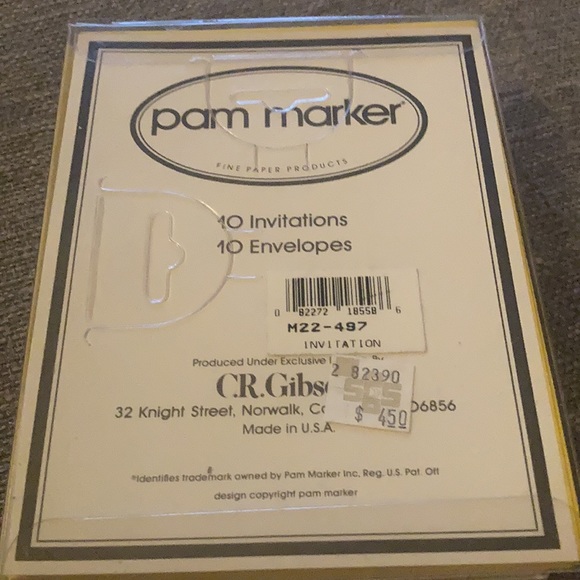 pam marker®
FINE PAPER PRODUCTS
10 Invitations
10 Envelopes
0 82272 18558 6
M22-497
INVITATION
Produced Under Exclusive
2 82390
SGS
$ 450
C.R.Gibs
32 Knight Street, Norwalk, Co 06856
Made in U.S.A.
*Identifies trademark owned by Pam Marker Inc. Reg. U.S. Pat. Off
design copyright pam marker